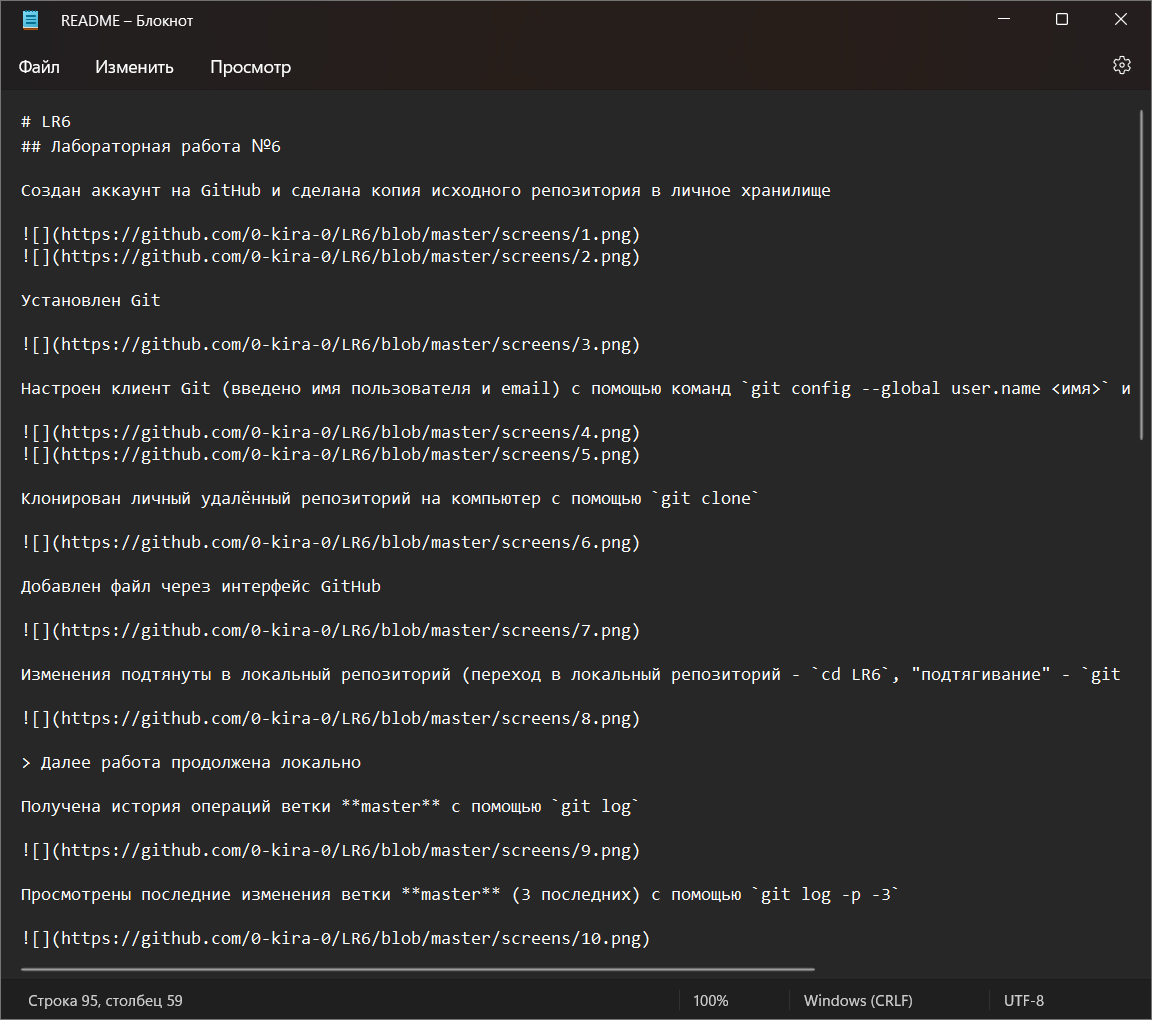 README – Блокнот
Файл Изменить Просмотр
# LR6
## Лабораторная работа №6
Создан аккаунт на GitHub и сделана копия исходного репозитория в личное хранилище
![](https://github.com/0-kira-0/LR6/blob/master/screens/1.png)
![](https://github.com/0-kira-0/LR6/blob/master/screens/2.png)
Установлен Git
![](https://github.com/0-kira-0/LR6/blob/master/screens/3.png)
Настроен клиент Git (введено имя пользователя и email) с помощью команд `git config --global user.name <имя>` и
![](https://github.com/0-kira-0/LR6/blob/master/screens/4.png)
![](https://github.com/0-kira-0/LR6/blob/master/screens/5.png)
Клонирован личный удалённый репозиторий на компьютер с помощью `git clone`
![](https://github.com/0-kira-0/LR6/blob/master/screens/6.png)
Добавлен файл через интерфейс GitHub
![](https://github.com/0-kira-0/LR6/blob/master/screens/7.png)
Изменения подтянуты в локальный репозиторий (переход в локальный репозиторий - `cd LR6`, "подтягивание" - `git
![](https://github.com/0-kira-0/LR6/blob/master/screens/8.png)
> Далее работа продолжена локально
Получена история операций ветки **master** с помощью `git log`
![](https://github.com/0-kira-0/LR6/blob/master/screens/9.png)
Просмотрены последние изменения ветки **master** (3 последних) с помощью `git log -p -3`
![](https://github.com/0-kira-0/LR6/blob/master/screens/10.png)
Строка 95, столбец 59 100% Windows (CRLF) UTF-8